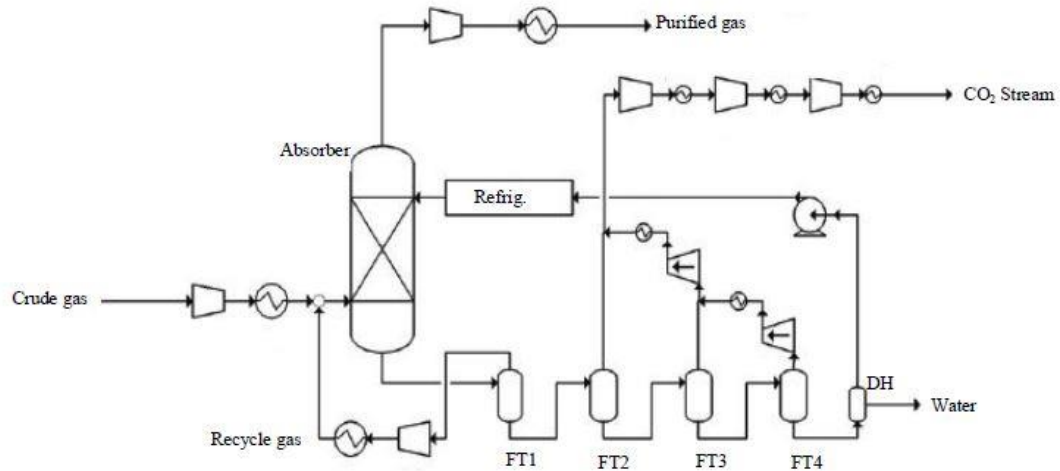 Purified gas
CO₂ Stream
Absorber
Refrig.
Crude gas
DH
Water
Recycle gas
FT1
FT2
FT3
FT4